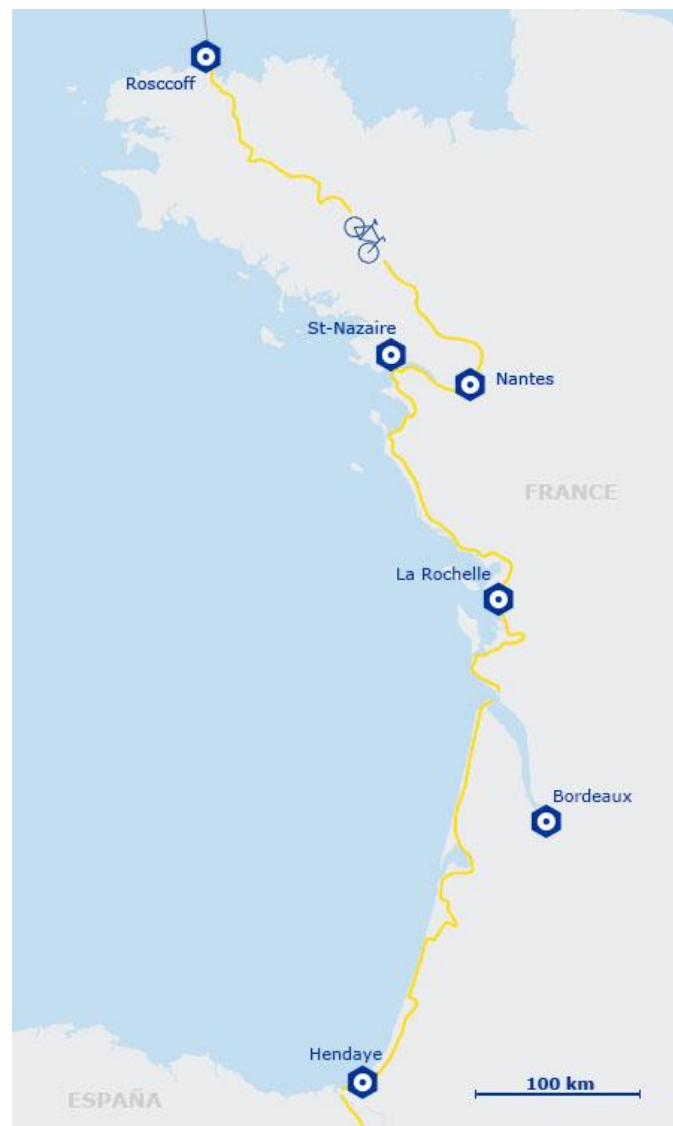 Rosccoff
St-Nazaire
Nantes
FRANCE
La Rochelle
Bordeaux
Hendaye
100 km
ESPAÑA